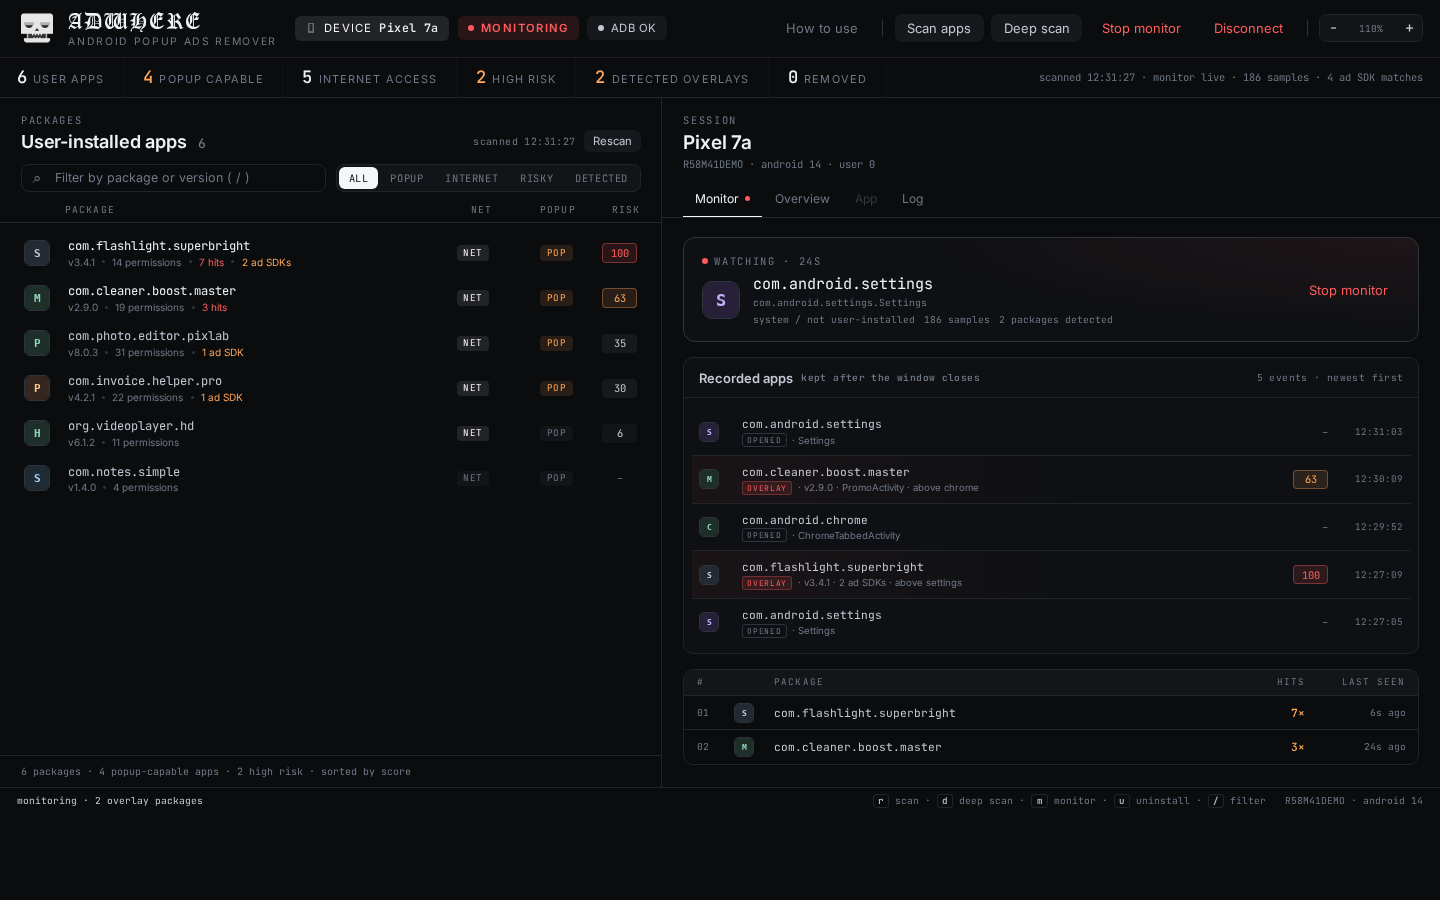 ADWHERE
ANDROID POPUP ADS REMOVER
DEVICE Pixel 7a
MONITORING
ADB OK
How to use
Scan apps
Deep scan
Stop monitor
Disconnect
- 110% +
6 USER APPS
4 POPUP CAPABLE
5 INTERNET ACCESS
2 HIGH RISK
2 DETECTED OVERLAYS
0 REMOVED
scanned 12:31:27 · monitor live · 186 samples · 4 ad SDK matches
PACKAGES
User-installed apps 6
scanned 12:31:27
Rescan
Filter by package or version ( / )
ALL POPUP INTERNET RISKY DETECTED
PACKAGE NET POPUP RISK
S com.flashlight.superbright NET POP 100
v3.4.1 • 14 permissions • 7 hits • 2 ad SDKs
M com.cleaner.boost.master NET POP 63
v2.9.0 • 19 permissions • 3 hits
P com.photo.editor.pixlab NET POP 35
v8.0.3 • 31 permissions • 1 ad SDK
P com.invoice.helper.pro NET POP 30
v4.2.1 • 22 permissions • 1 ad SDK
H org.videoplayer.hd NET POP 6
v6.1.2 • 11 permissions
S com.notes.simple NET POP –
v1.4.0 • 4 permissions
6 packages · 4 popup-capable apps · 2 high risk · sorted by score
SESSION
Pixel 7a
R58M41DEMO · android 14 · user 0
Monitor Overview App Log
WATCHING · 24S
S com.android.settings
com.android.settings.Settings
system / not user-installed 186 samples 2 packages detected
Stop monitor
Recorded apps kept after the window closes 5 events · newest first
S com.android.settings – 12:31:03
OPENED · Settings
M com.cleaner.boost.master 63 12:30:09
OVERLAY · v2.9.0 · PromoActivity · above chrome
C com.android.chrome – 12:29:52
OPENED · ChromeTabbedActivity
S com.flashlight.superbright 100 12:27:09
OVERLAY · v3.4.1 · 2 ad SDKs · above settings
S com.android.settings – 12:27:05
OPENED · Settings
# PACKAGE HITS LAST SEEN
01 S com.flashlight.superbright 7× 6s ago
02 M com.cleaner.boost.master 3× 24s ago
monitoring · 2 overlay packages
r scan · d deep scan · m monitor · u uninstall · / filter R58M41DEMO · android 14